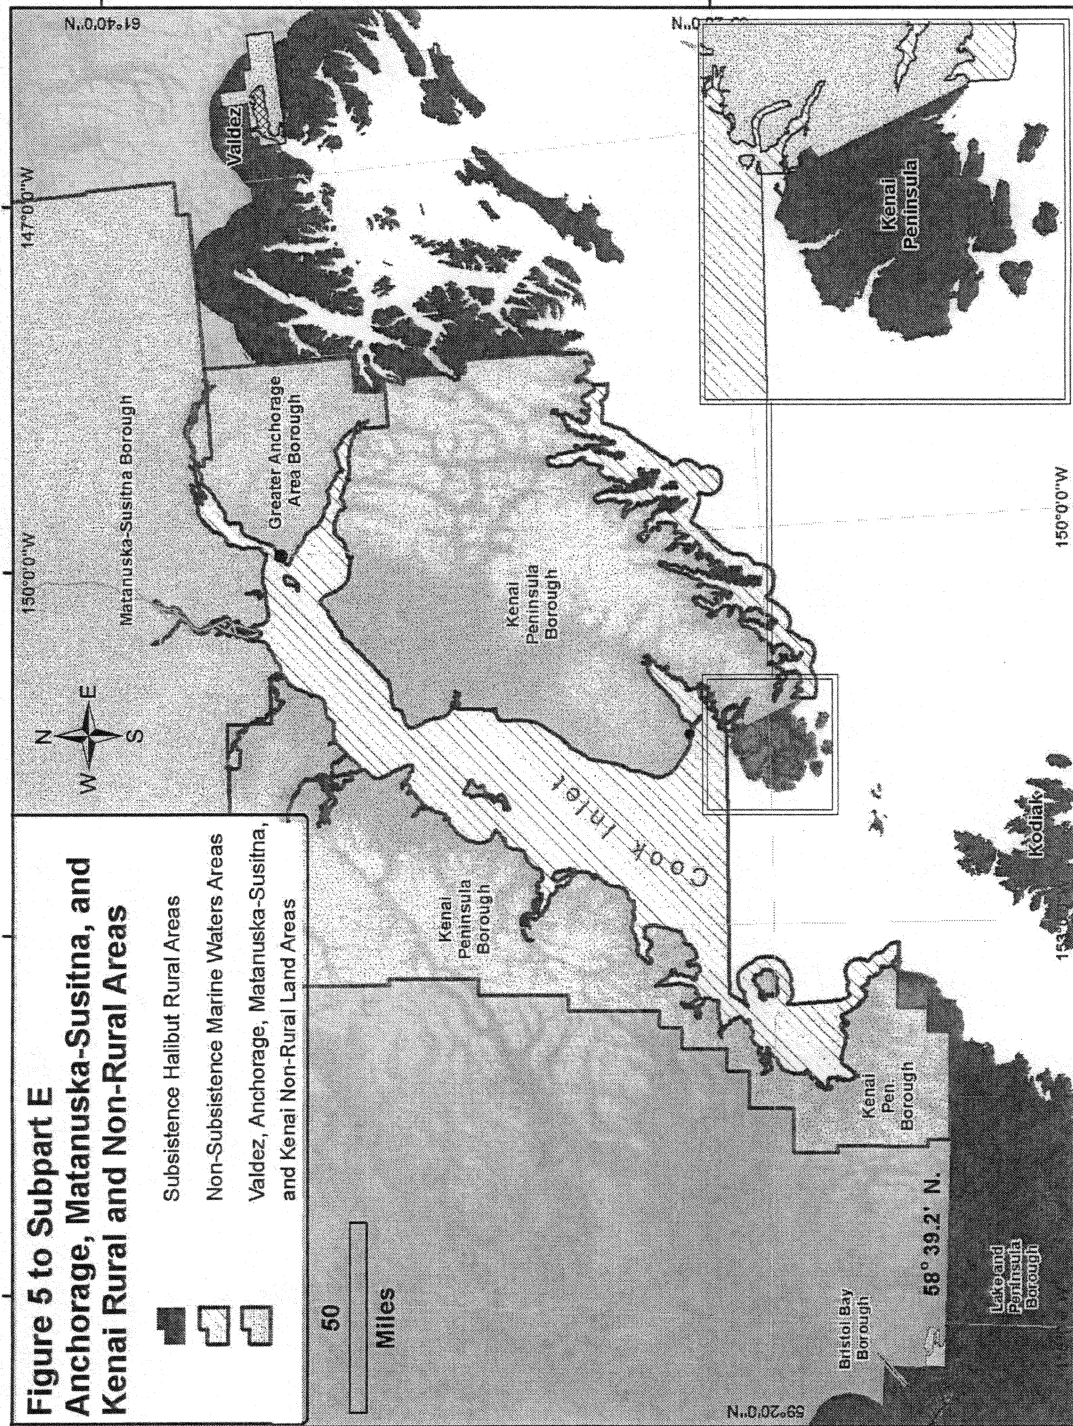 Figure 5 to Subpart E
Anchorage, Matanuska-Susitna, and
Kenai Rural and Non-Rural Areas
Subsistence Halibut Rural Areas
Non-Subsistence Marine Waters Areas
Valdez, Anchorage, Matanuska-Susitna,
and Kenai Non-Rural Land Areas
50
Miles
N
W
E
S
150°0'0"W
147°0'0"W
61°40'0"N
Matanuska-Susitna Borough
Valdez
Greater Anchorage
Area Borough
Kenai
Peninsula
Borough
Kenai
Peninsula
Borough
Cook Inlet
Kenai
Pen.
Borough
58° 39.2' N.
Bristol Bay
Borough
Lake and
Peninsula
Borough
Kodiak
Kenai
Peninsula
59°20'0"N
150°0'0"W